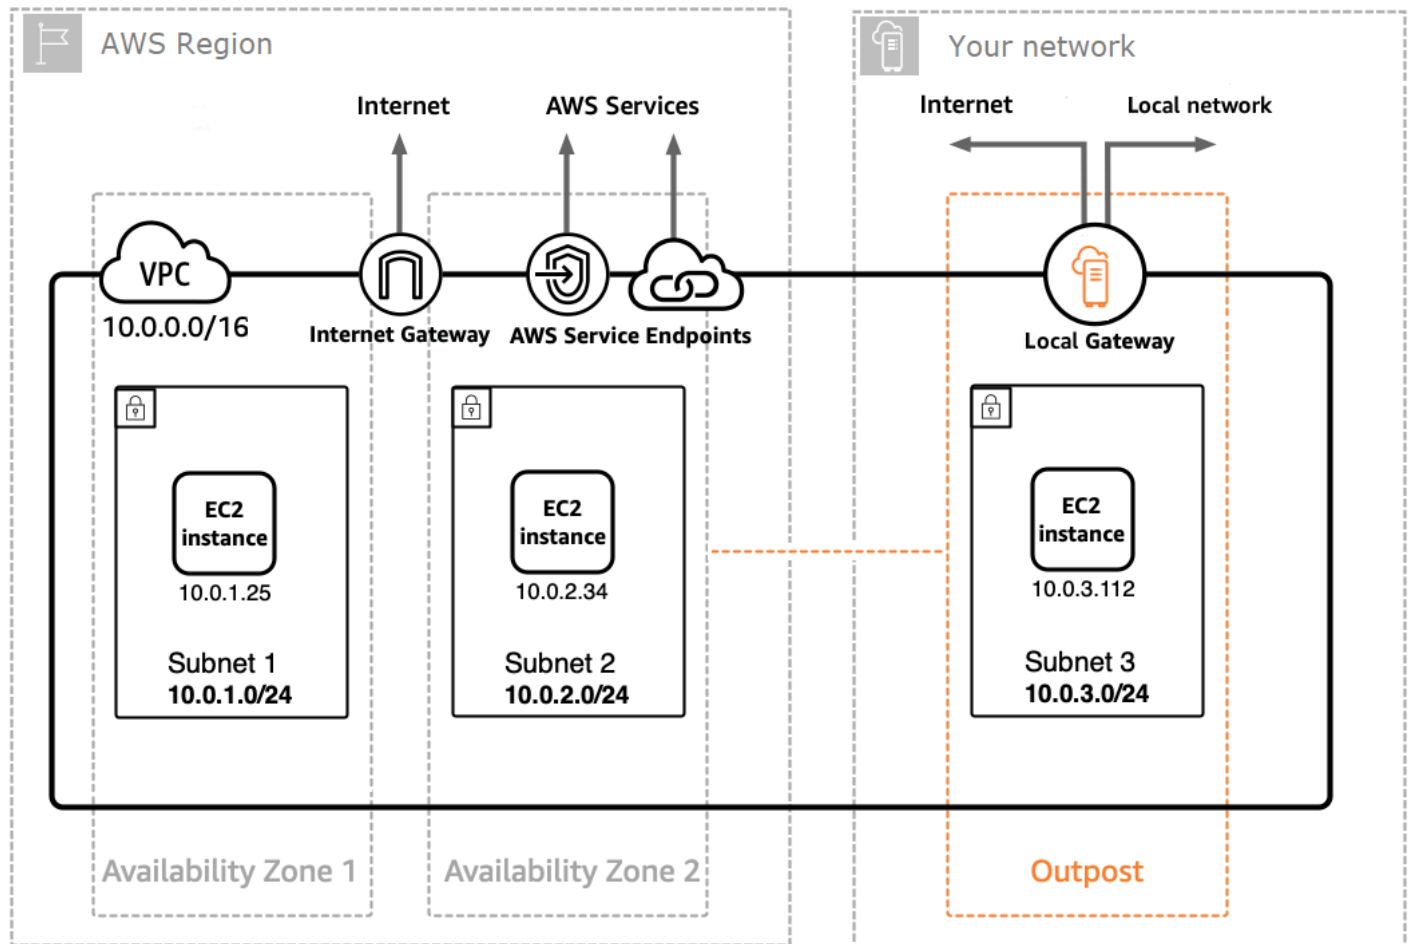 AWS Region
Your network
Internet
AWS Services
Internet
Local network
VPC
10.0.0.0/16
Internet Gateway
AWS Service Endpoints
Local Gateway
EC2
instance
10.0.1.25
Subnet 1
10.0.1.0/24
EC2
instance
10.0.2.34
Subnet 2
10.0.2.0/24
EC2
instance
10.0.3.112
Subnet 3
10.0.3.0/24
Availability Zone 1
Availability Zone 2
Outpost